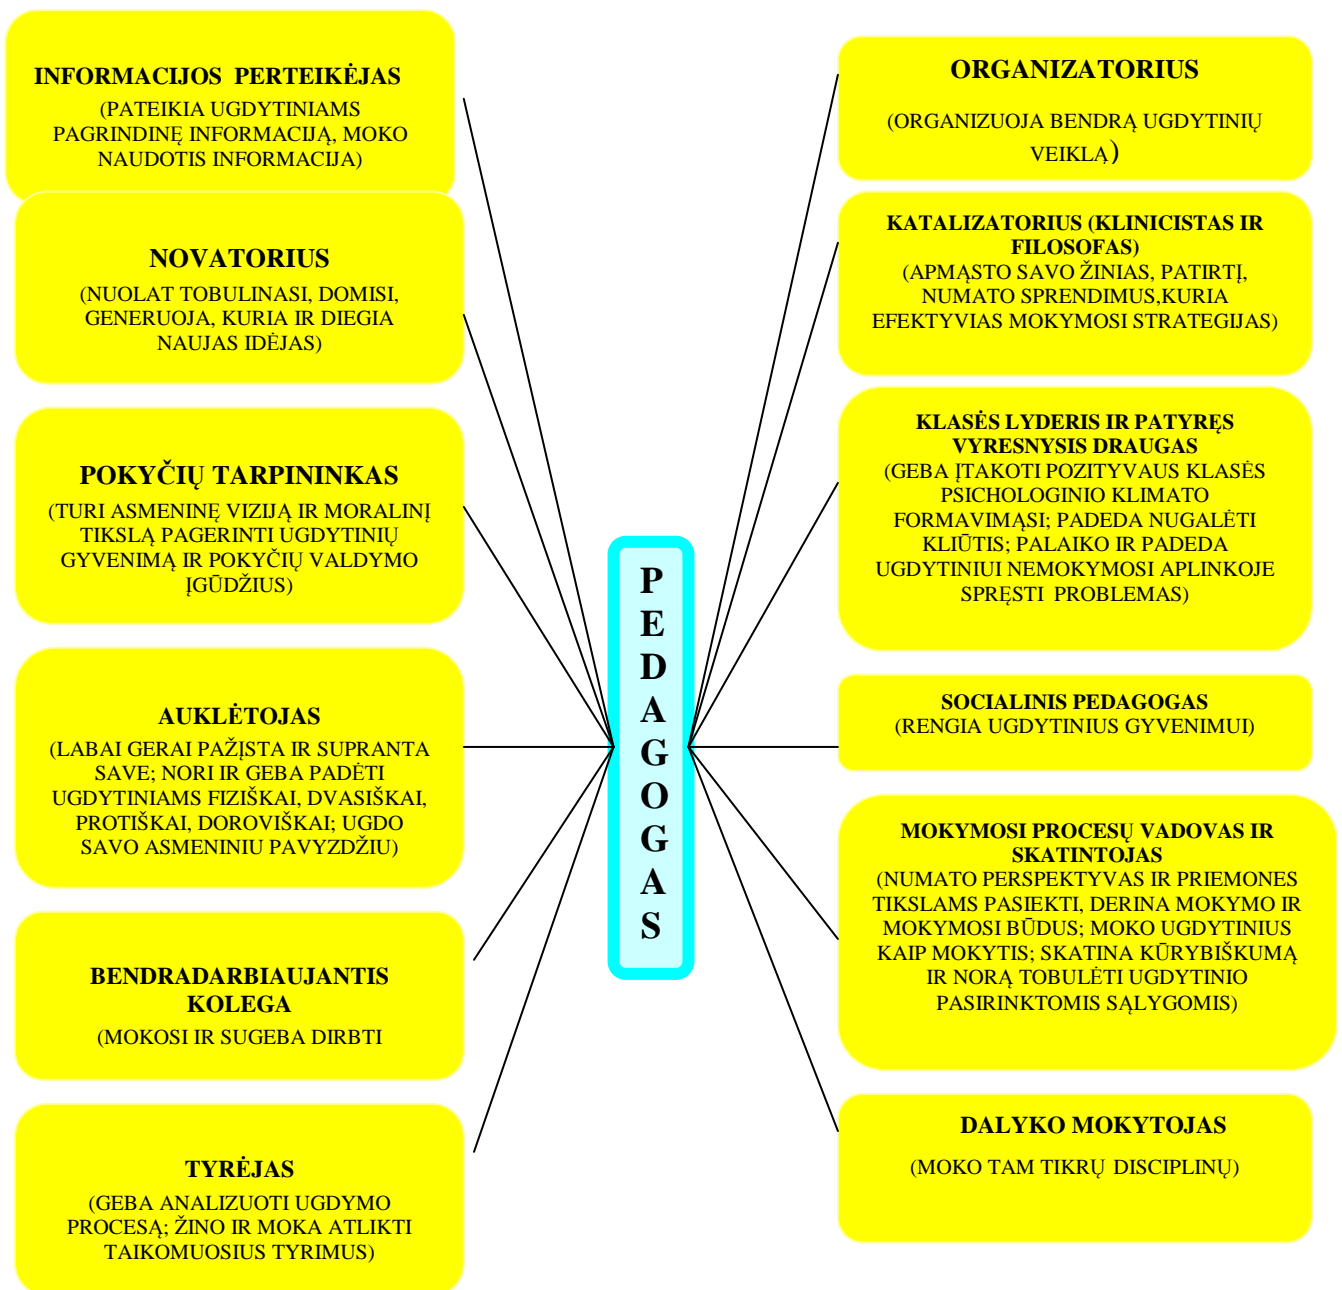 INFORMACIJOS PERTEIKĖJAS
(PATEIKIA UGDYTINIAMS
PAGRINDINĘ INFORMACIJĄ, MOKO
NAUDOTIS INFORMACIJA)
NOVATORIUS
(NUOLAT TOBULINASI, DOMISI,
GENERUOJA, KURIA IR DIEGIA
NAUJAS IDĖJAS)
POKYČIŲ TARPININKAS
(TURI ASMENINĘ VIZIJĄ IR MORALINĮ
TIKSLĄ PAGERINTI UGDYTINIŲ
GYVENIMĄ IR POKYČIŲ VALDYMO
ĮGŪDŽIUS)
AUKLĖTOJAS
(LABAI GERAI PAŽĮSTA IR SUPRANTA
SAVE; NORI IR GEBA PADĖTI
UGDYTINIAMS FIZIŠKAI, DVASIŠKAI,
PROTIŠKAI, DOROVIŠKAI; UGDO
SAVO ASMENINIU PAVYZDŽIU)
BENDRADARBIAUJANTIS
KOLEGA
(MOKOSI IR SUGEBA DIRBTI
TYRĖJAS
(GEBA ANALIZUOTI UGDYMO
PROCESĄ; ŽINO IR MOKA ATLIKTI
TAIKOMUOSIUS TYRIMUS)
P
E
D
A
G
O
G
A
S
ORGANIZATORIUS
(ORGANIZUOJA BENDRĄ UGDYTINIŲ
VEIKLĄ)
KATALIZATORIUS (KLINICISTAS IR
FILOSOFAS)
(APMĄSTO SAVO ŽINIAS, PATIRTĮ,
NUMATO SPRENDIMUS,KURIA
EFEKTYVIAS MOKYMOSI STRATEGIJAS)
KLASĖS LYDERIS IR PATYRĘS
VYRESNYSIS DRAUGAS
(GEBA ĮTAKOTI POZITYVAUS KLASĖS
PSICHOLOGINIO KLIMATO
FORMAVIMĄSI; PADEDA NUGALĖTI
KLIŪTIS; PALAIKO IR PADEDA
UGDYTINIUI NEMOKYMOSI APLINKOJE
SPRĘSTI PROBLEMAS)
SOCIALINIS PEDAGOGAS
(RENGIA UGDYTINIUS GYVENIMUI)
MOKYMOSI PROCESŲ VADOVAS IR
SKATINTOJAS
(NUMATO PERSPEKTYVAS IR PRIEMONES
TIKSLAMS PASIEKTI, DERINA MOKYMO IR
MOKYMOSI BŪDUS; MOKO UGDYTINIUS
KAIP MOKYTIS; SKATINA KŪRYBIŠKUMĄ
IR NORĄ TOBULĖTI UGDYTINIO
PASIRINKTOMIS SĄLYGOMIS)
DALYKO MOKYTOJAS
(MOKO TAM TIKRŲ DISCIPLINŲ)